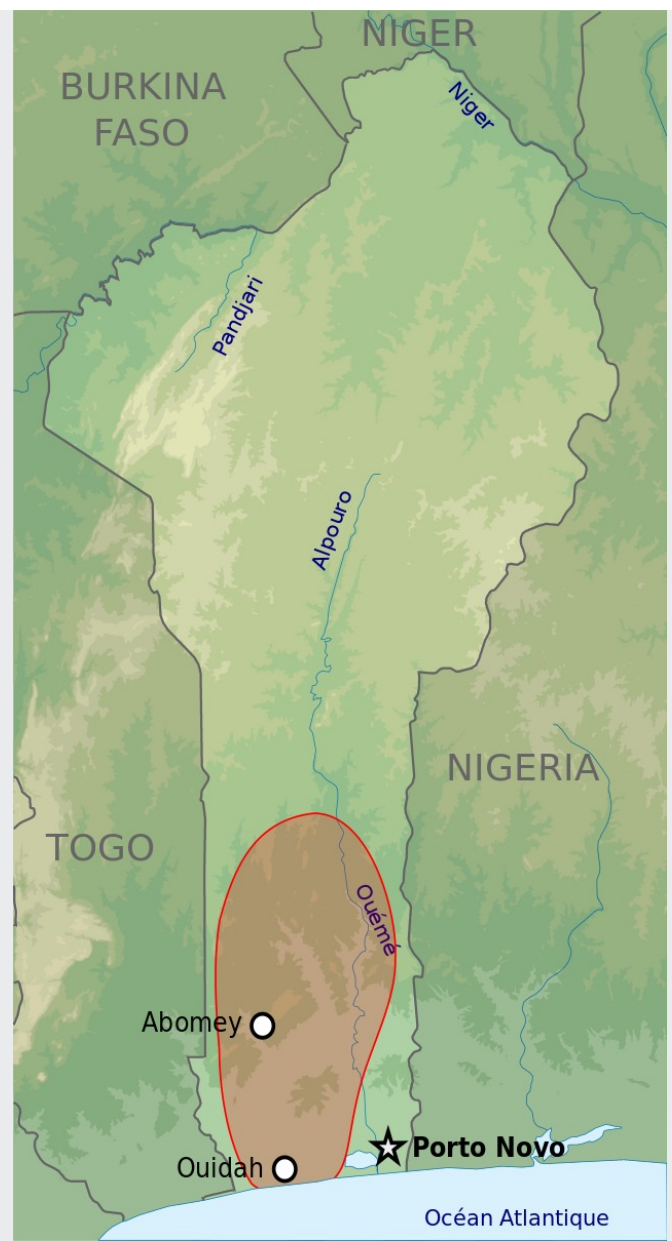 NIGER
BURKINA
FASO
Niger
Pandjari
Alpouro
NIGERIA
TOGO
Ouémé
Abomey
Porto Novo
Ouidah
Océan Atlantique